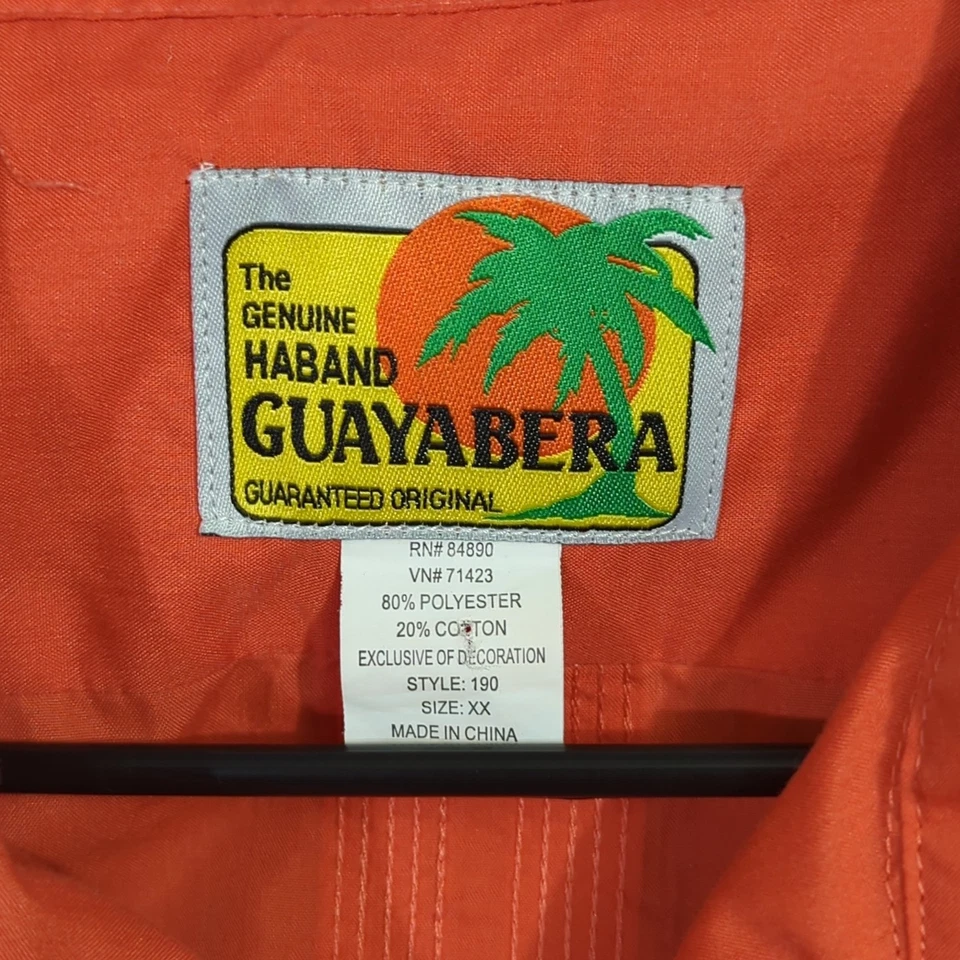 The
GENUINE
HABAND
GUAYABERA
GUARANTEED ORIGINAL
RN# 84890
VN# 71423
80% POLYESTER
20% COTTON
EXCLUSIVE OF DECORATION
STYLE: 190
SIZE: XX
MADE IN CHINA